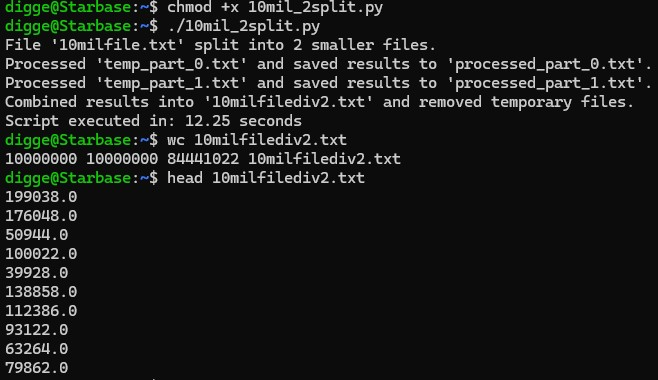 digge@Starbase:~$ chmod +x 10mil_2split.py
digge@Starbase:~$ ./10mil_2split.py
File '10milfile.txt' split into 2 smaller files.
Processed 'temp_part_0.txt' and saved results to 'processed_part_0.txt'.
Processed 'temp_part_1.txt' and saved results to 'processed_part_1.txt'.
Combined results into '10milfilediv2.txt' and removed temporary files.
Script executed in: 12.25 seconds
digge@Starbase:~$ wc 10milfilediv2.txt
10000000 10000000 84441022 10milfilediv2.txt
digge@Starbase:~$ head 10milfilediv2.txt
199038.0
176048.0
50944.0
100022.0
39928.0
138858.0
112386.0
93122.0
63264.0
79862.0